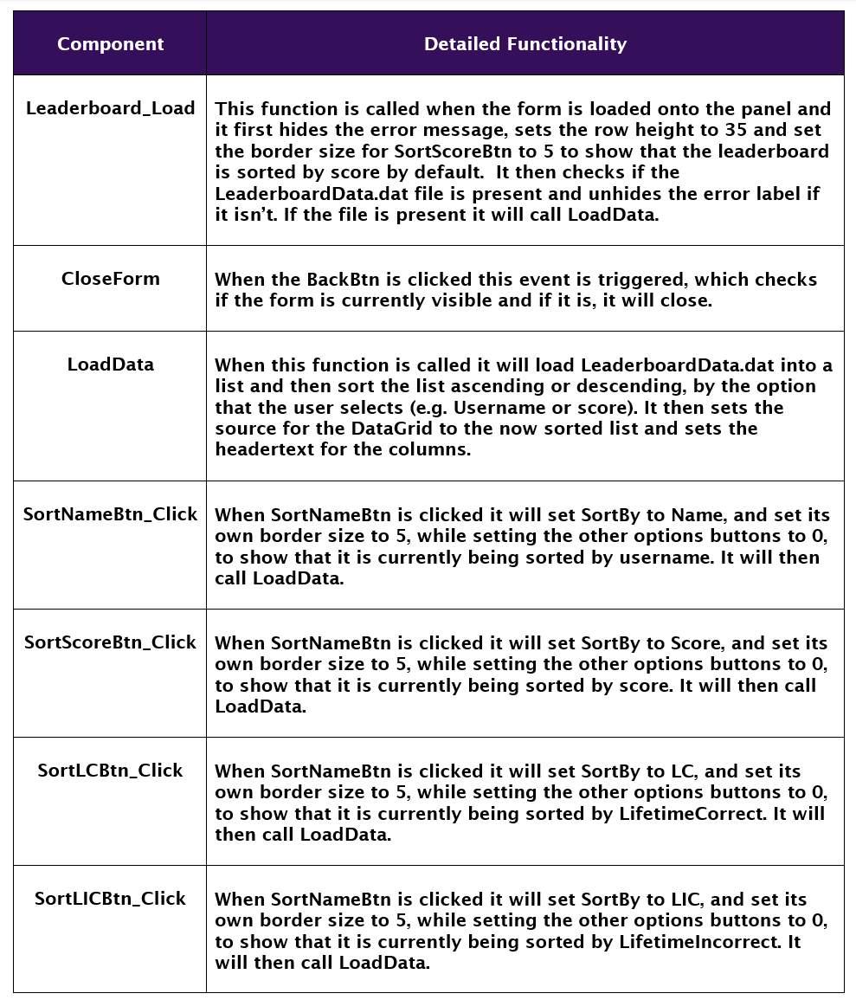 Component
Detailed Functionality
Leaderboard_Load
This function is called when the form is loaded onto the panel and
it first hides the error message, sets the row height to 35 and set
the border size for SortScoreBtn to 5 to show that the leaderboard
is sorted by score by default.  It then checks if the
LeaderboardData.dat file is present and unhides the error label if
it isn’t. If the file is present it will call LoadData.
CloseForm
When the BackBtn is clicked this event is triggered, which checks
if the form is currently visible and if it is, it will close.
LoadData
When this function is called it will load LeaderboardData.dat into a
list and then sort the list ascending or descending, by the option
that the user selects (e.g. Username or score). It then sets the
source for the DataGrid to the now sorted list and sets the
headertext for the columns.
SortNameBtn_Click
When SortNameBtn is clicked it will set SortBy to Name, and set its
own border size to 5, while setting the other options buttons to 0,
to show that it is currently being sorted by username. It will then
call LoadData.
SortScoreBtn_Click
When SortNameBtn is clicked it will set SortBy to Score, and set its
own border size to 5, while setting the other options buttons to 0,
to show that it is currently being sorted by score. It will then call
LoadData.
SortLCBtn_Click
When SortNameBtn is clicked it will set SortBy to LC, and set its
own border size to 5, while setting the other options buttons to 0,
to show that it is currently being sorted by LifetimeCorrect. It will
then call LoadData.
SortLICBtn_Click
When SortNameBtn is clicked it will set SortBy to LIC, and set its
own border size to 5, while setting the other options buttons to 0,
to show that it is currently being sorted by LifetimeIncorrect. It
will then call LoadData.